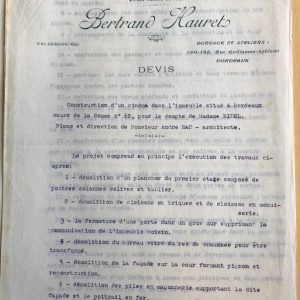 Bertrand Hauret
BUREAUX ET ATELIERS :
BORDEAUX
DEVIS
Construction d'un cinéma dans l'immeuble situé à Bordeaux
cours de la Somme n° 62, pour le compte de Madame
Plans et direction de Monsieur André BAC - architecte.
Le projet comprend en principe l'exécution des travaux ci-
après:
1 - démolition d'un plancher du premier étage composé de
poutres colonnes solives et tablier.
2 - démolition de cloisons en briques et de cloisons en menui-
serie.
3 - la fermeture d'une porte dans un gros mur supprimant la
communication de l'immeuble voisin.
4 - démolition du bureau vitré du rez de chaussée pour être
transformé.
5 - démolition de la façade sur la cour formant pignon et
reconstruction.
6 - démolition des piles en maçonnerie supportant la dite
façade et le poitrail en fer.